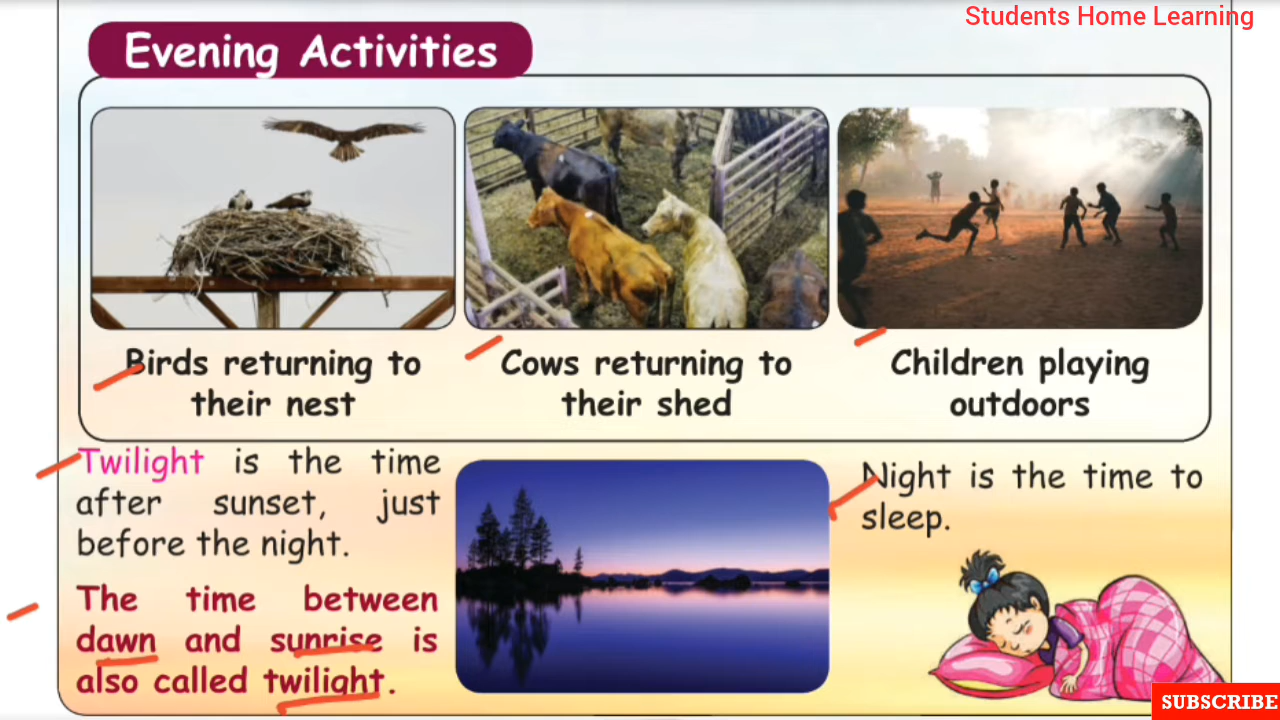 Students Home Learning
Evening Activities
Birds returning to
their nest
Cows returning to
their shed
Children playing
outdoors
Twilight is the time
after sunset, just
before the night.
The time between
dawn and sunrise is
also called twilight.
Night is the time to
sleep.
SUBSCRIBE